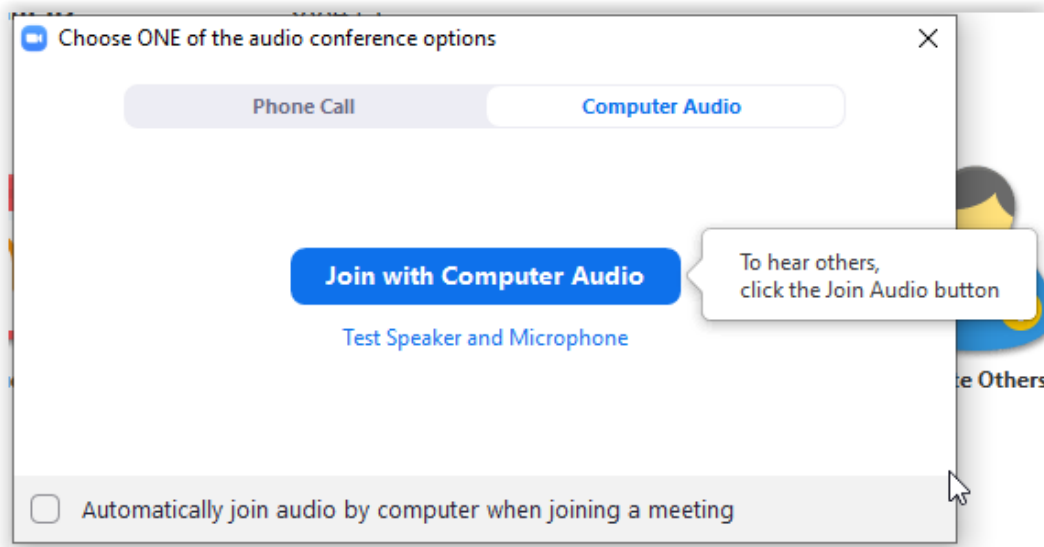 Choose ONE of the audio conference options
Phone Call
Computer Audio
Join with Computer Audio
To hear others,
click the Join Audio button
Test Speaker and Microphone
Others
Automatically join audio by computer when joining a meeting